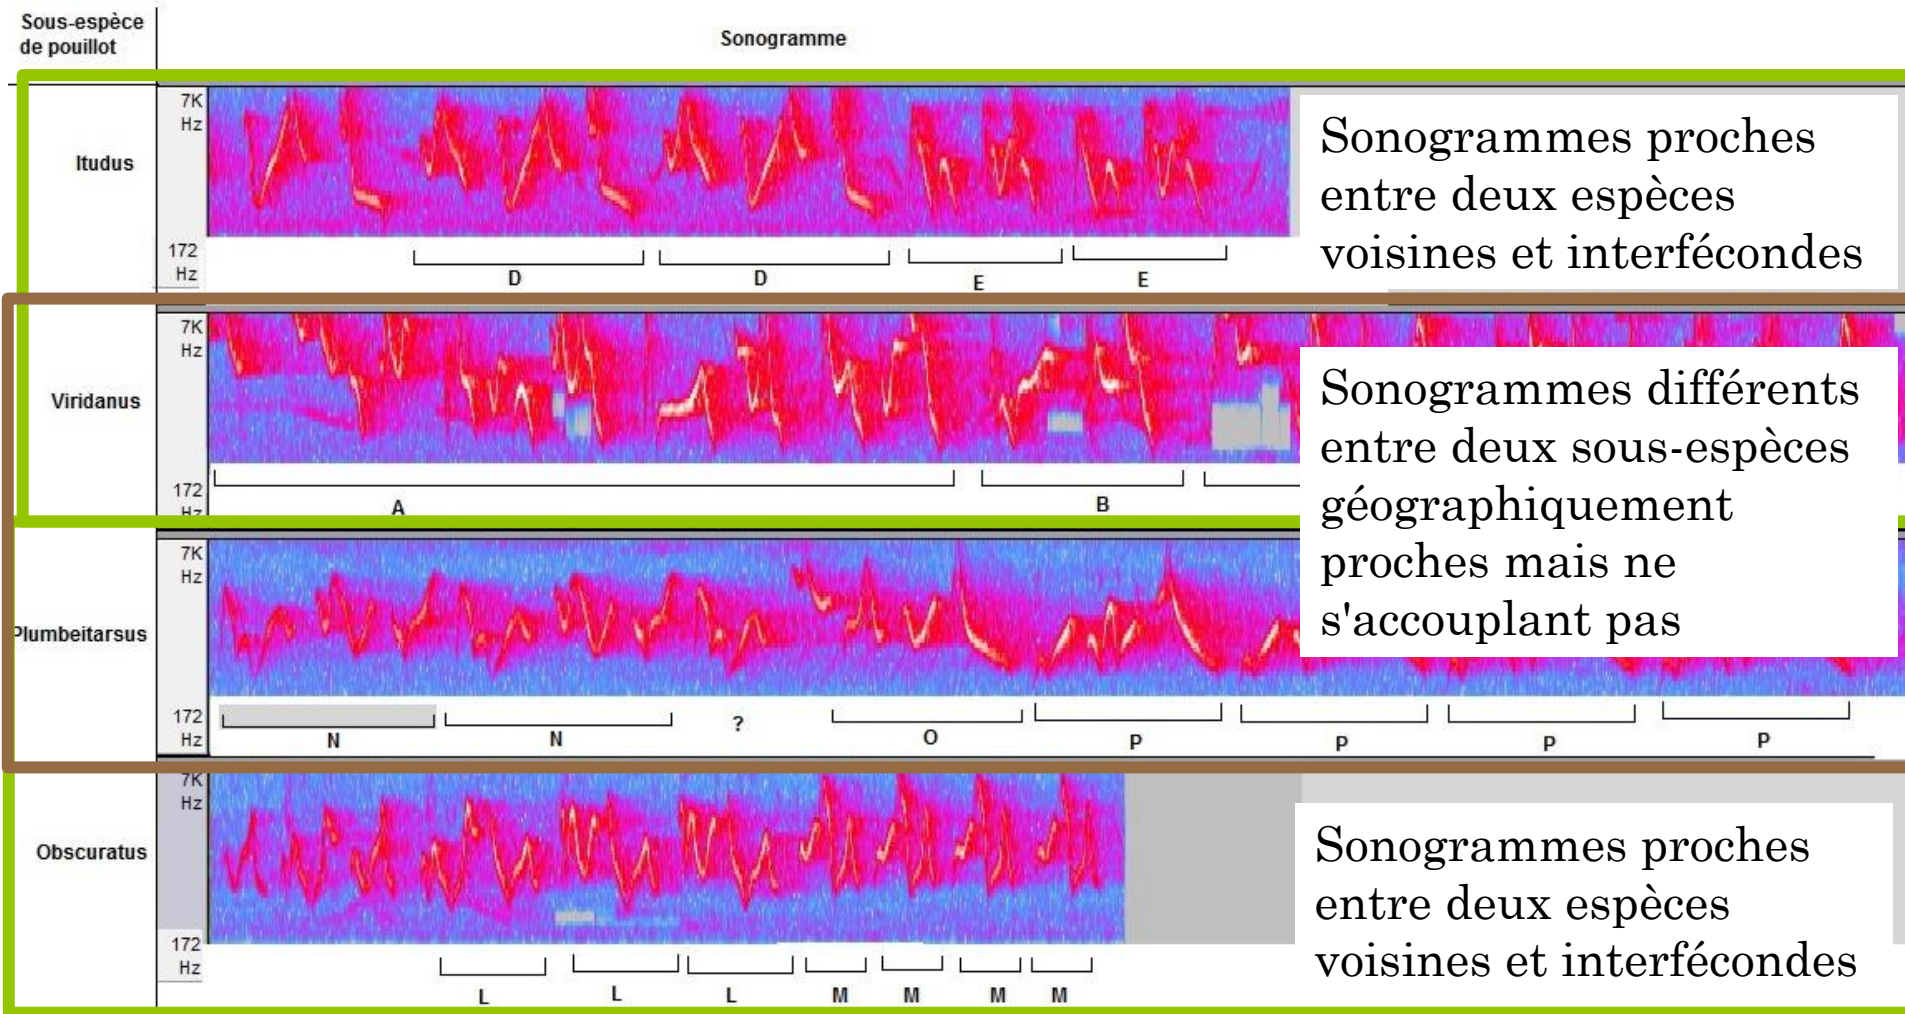 Sous-espèce
de pouillot
Sonogramme
7K
Hz
Itudus
172
Hz
D D E E
Sonogrammes proches
entre deux espèces
voisines et interfécondes
7K
Hz
Viridanus
172
Hz
A B
Sonogrammes différents
entre deux sous-espèces
géographiquement
proches mais ne
s'accouplant pas
7K
Hz
Plumbeitarsus
172
Hz
N N ? O P P P P
7K
Hz
Obscuratus
172
Hz
L L L M M M M
Sonogrammes proches
entre deux espèces
voisines et interfécondes